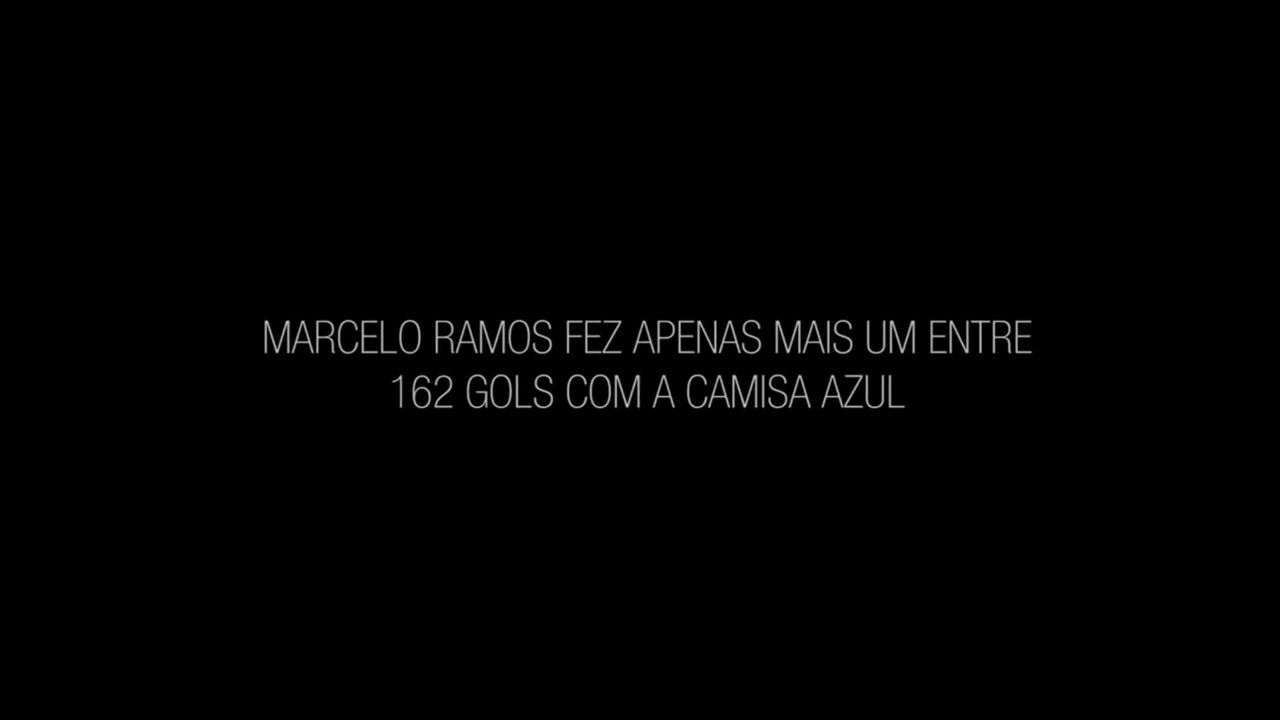 MARCELO RAMOS FEZ APENAS MAIS UM ENTRE
162 GOLS COM A CAMISA AZUL